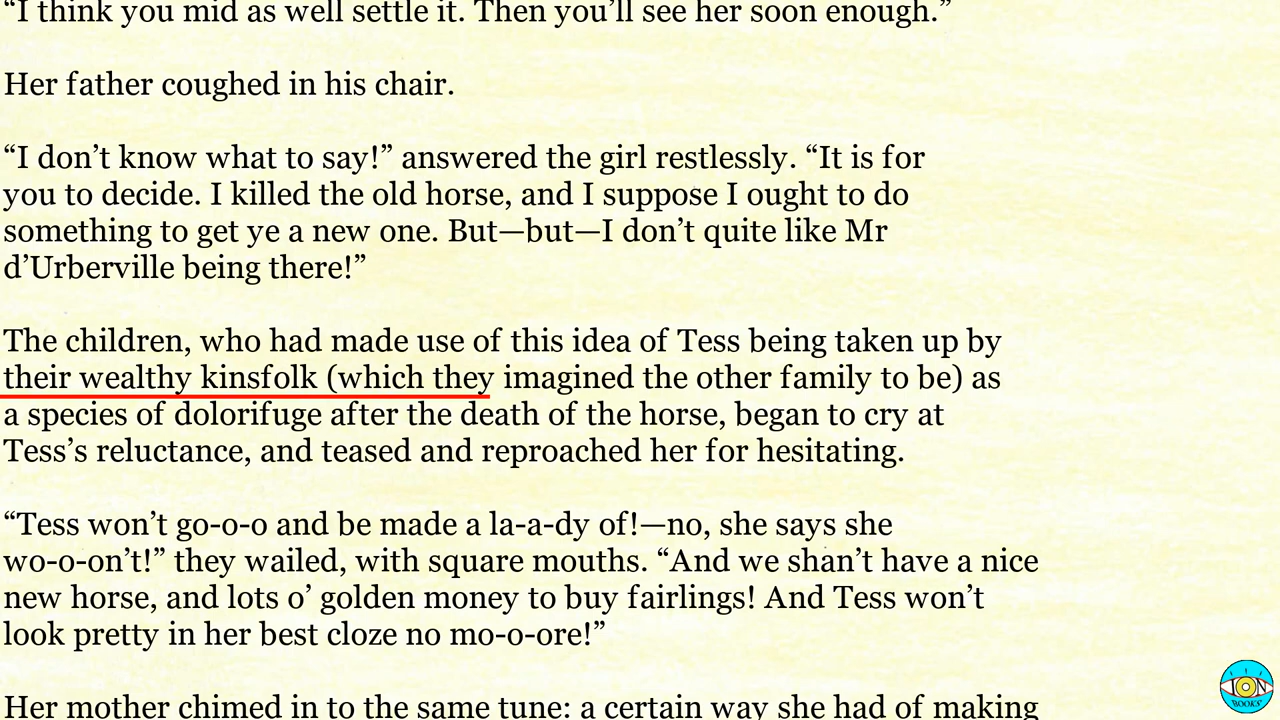 “I think you mid as well settle it. Then you’ll see her soon enough.”
Her father coughed in his chair.
“I don’t know what to say!” answered the girl restlessly. “It is for
you to decide. I killed the old horse, and I suppose I ought to do
something to get ye a new one. But—but—I don’t quite like Mr
d’Urberville being there!”
The children, who had made use of this idea of Tess being taken up by
their wealthy kinsfolk (which they imagined the other family to be) as
a species of dolorifuge after the death of the horse, began to cry at
Tess’s reluctance, and teased and reproached her for hesitating.
“Tess won’t go-o-o and be made a la-a-dy of!—no, she says she
wo-o-on’t!” they wailed, with square mouths. “And we shan’t have a nice
new horse, and lots o’ golden money to buy fairlings! And Tess won’t
look pretty in her best cloze no mo-o-ore!”
Her mother chimed in to the same tune: a certain way she had of making
ION
BOOKS